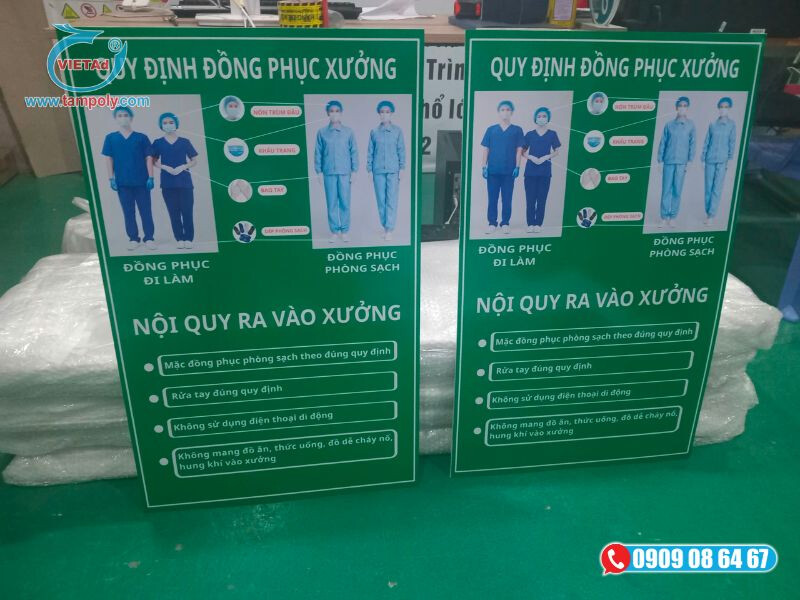 VIETAd®
www.tampoly.com
QUY ĐỊNH ĐỒNG PHỤC XƯỞNG
NÓN TRÙM ĐẦU
KHẨU TRANG
BAO TAY
DÉP PHÒNG SẠCH
ĐỒNG PHỤC
ĐI LÀM
ĐỒNG PHỤC
PHÒNG SẠCH
NỘI QUY RA VÀO XƯỞNG
Mặc đồng phục phòng sạch theo đúng quy định
Rửa tay đúng quy định
Không sử dụng điện thoại di động
Không mang đồ ăn, thức uống, đồ dễ cháy nổ,
hung khí vào xưởng
Trìn
hổ lớ
2
QUY ĐỊNH ĐỒNG PHỤC XƯỞNG
NÓN TRÙM ĐẦU
KHẨU TRANG
BAO TAY
DÉP PHÒNG SẠCH
ĐỒNG PHỤC
ĐI LÀM
ĐỒNG PHỤC
PHÒNG SẠCH
NỘI QUY RA VÀO XƯỞNG
Mặc đồng phục phòng sạch theo đúng quy định
Rửa tay đúng quy định
Không sử dụng điện thoại di động
Không mang đồ ăn, thức uống, đồ dễ cháy nổ,
hung khí vào xưởng
0909 08 64 67